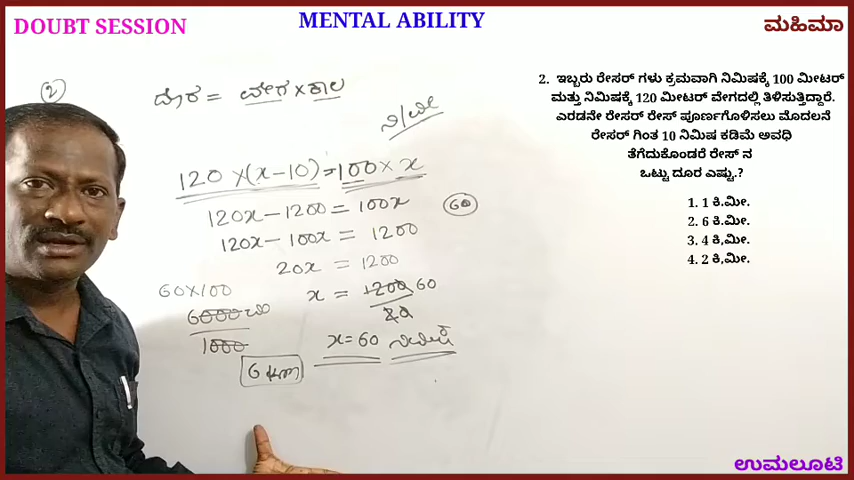 DOUBT SESSION
MENTAL ABILITY
ಮಹಿಮಾ
2
ದೂರ = ವೇಗ × ಕಾಲ
ನಿ/ಮೀ
120 × (x - 10) = 100 × x
120x - 1200 = 100x
60
120x - 100x = 1200
20x = 1200
60 x 100
x = 1200 60
20
6000 ಮೀ
1000
x = 60 ನಿಮಿಷ
6 km
2. ಇಬ್ಬರು ರೇಸರ್ ಗಳು ಕ್ರಮವಾಗಿ ನಿಮಿಷಕ್ಕೆ 100 ಮೀಟರ್
ಮತ್ತು ನಿಮಿಷಕ್ಕೆ 120 ಮೀಟರ್ ವೇಗದಲ್ಲಿ ತಿಳಿಸುತ್ತಿದ್ದಾರೆ.
ಎರಡನೇ ರೇಸರ್ ರೇಸ್ ಪೂರ್ಣಗೊಳಿಸಲು ಮೊದಲನೆ
ರೇಸರ್ ಗಿಂತ 10 ನಿಮಿಷ ಕಡಿಮೆ ಅವಧಿ
ತೆಗೆದುಕೊಂಡರೆ ರೇಸ್ ನ
ಒಟ್ಟು ದೂರ ಎಷ್ಟು.?
1. 1 ಕಿ.ಮೀ.
2. 6 ಕಿ.ಮೀ.
3. 4 ಕಿ,ಮೀ.
4. 2 ಕಿ,ಮೀ.
ಉಮಲೂಟಿ